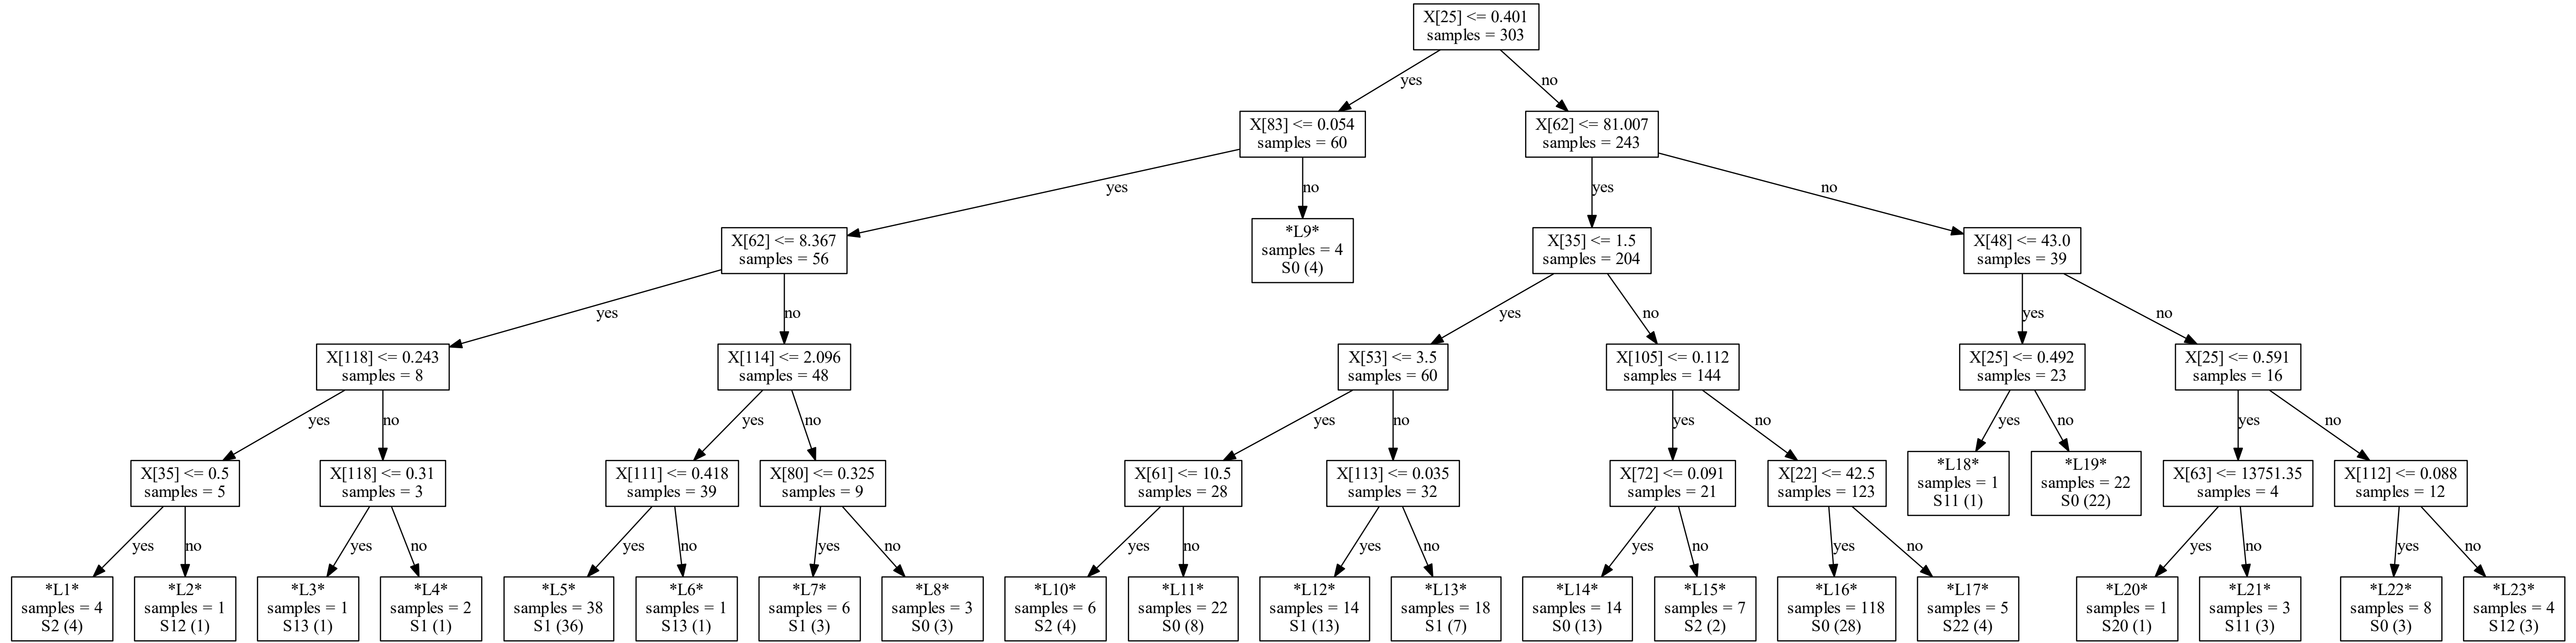 X[25] <= 0.401
samples = 303
yes
no
X[83] <= 0.054
samples = 60
X[62] <= 81.007
samples = 243
yes
no
yes
no
X[62] <= 8.367
samples = 56
*L9*
samples = 4
S0 (4)
X[35] <= 1.5
samples = 204
X[48] <= 43.0
samples = 39
yes
no
yes
no
yes
no
X[118] <= 0.243
samples = 8
X[114] <= 2.096
samples = 48
X[53] <= 3.5
samples = 60
X[105] <= 0.112
samples = 144
X[25] <= 0.492
samples = 23
X[25] <= 0.591
samples = 16
yes
no
yes
no
yes
no
yes
no
yes
no
yes
no
X[35] <= 0.5
samples = 5
X[118] <= 0.31
samples = 3
X[111] <= 0.418
samples = 39
X[80] <= 0.325
samples = 9
X[61] <= 10.5
samples = 28
X[113] <= 0.035
samples = 32
X[72] <= 0.091
samples = 21
X[22] <= 42.5
samples = 123
*L18*
samples = 1
S11 (1)
*L19*
samples = 22
S0 (22)
X[63] <= 13751.35
samples = 4
X[112] <= 0.088
samples = 12
yes
no
yes
no
yes
no
yes
no
yes
no
yes
no
yes
no
yes
no
yes
no
yes
no
*L1*
samples = 4
S2 (4)
*L2*
samples = 1
S12 (1)
*L3*
samples = 1
S13 (1)
*L4*
samples = 2
S1 (1)
*L5*
samples = 38
S1 (36)
*L6*
samples = 1
S13 (1)
*L7*
samples = 6
S1 (3)
*L8*
samples = 3
S0 (3)
*L10*
samples = 6
S2 (4)
*L11*
samples = 22
S0 (8)
*L12*
samples = 14
S1 (13)
*L13*
samples = 18
S1 (7)
*L14*
samples = 14
S0 (13)
*L15*
samples = 7
S2 (2)
*L16*
samples = 118
S0 (28)
*L17*
samples = 5
S22 (4)
*L20*
samples = 1
S20 (1)
*L21*
samples = 3
S11 (3)
*L22*
samples = 8
S0 (3)
*L23*
samples = 4
S12 (3)